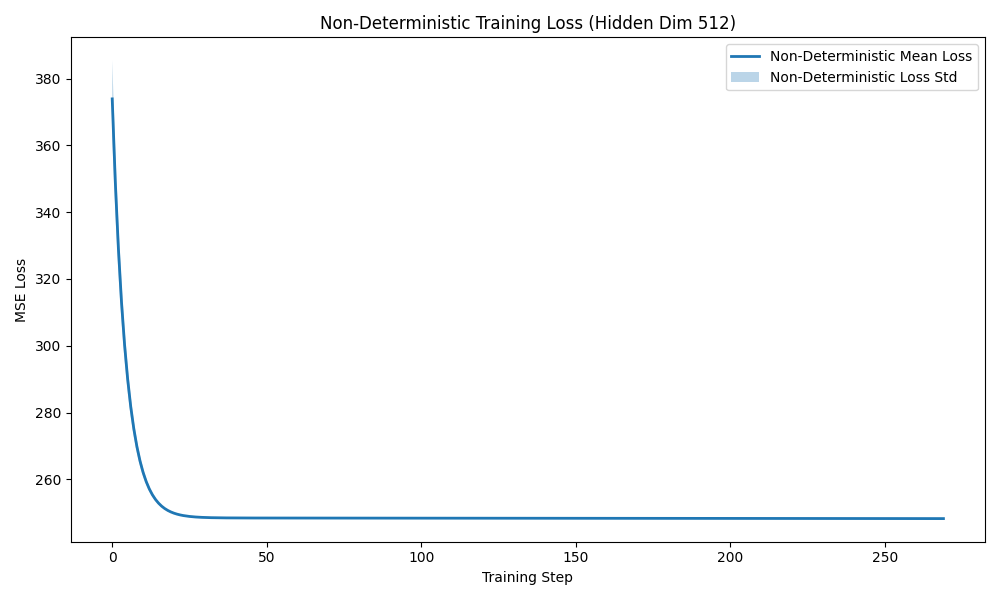 Non-Deterministic Training Loss (Hidden Dim 512)
Non-Deterministic Mean Loss
Non-Deterministic Loss Std
MSE Loss
380
360
340
320
300
280
260
0 50 100 150 200 250
Training Step